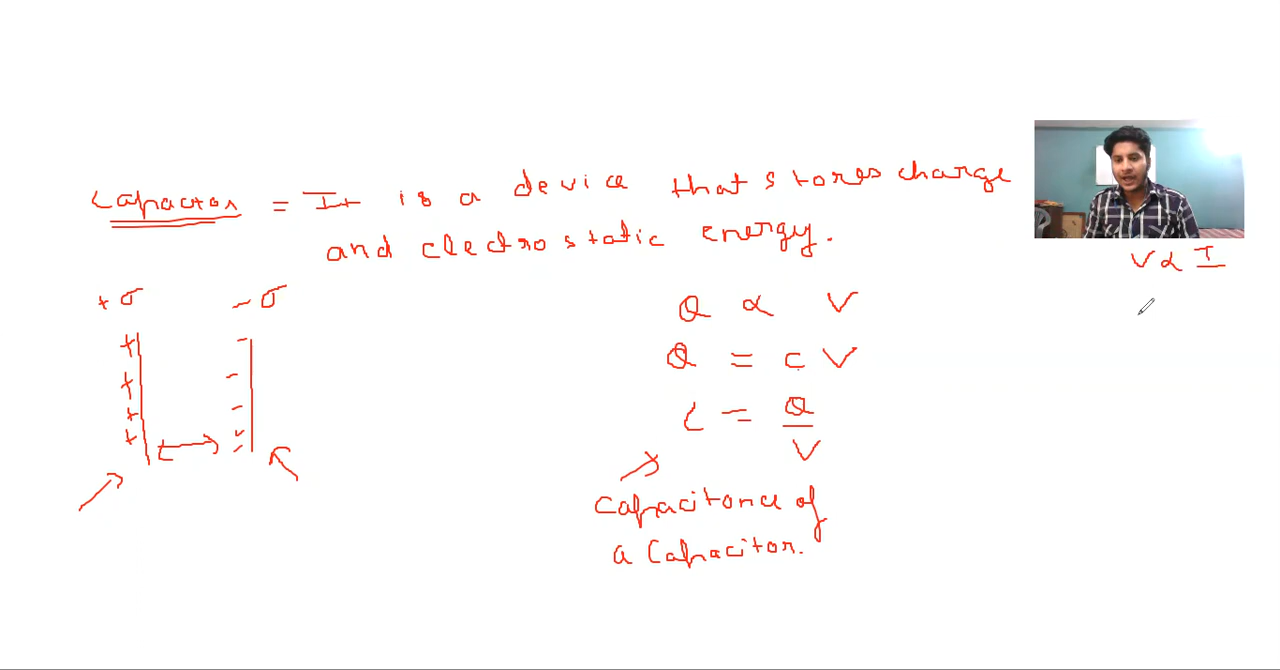 Capacitor = It is a device that stores charge
and electrostatic energy.
V ∝ I
+σ -σ
Q ∝ V
Q = C V
C = Q/V
Capacitance of
a Capacitor.